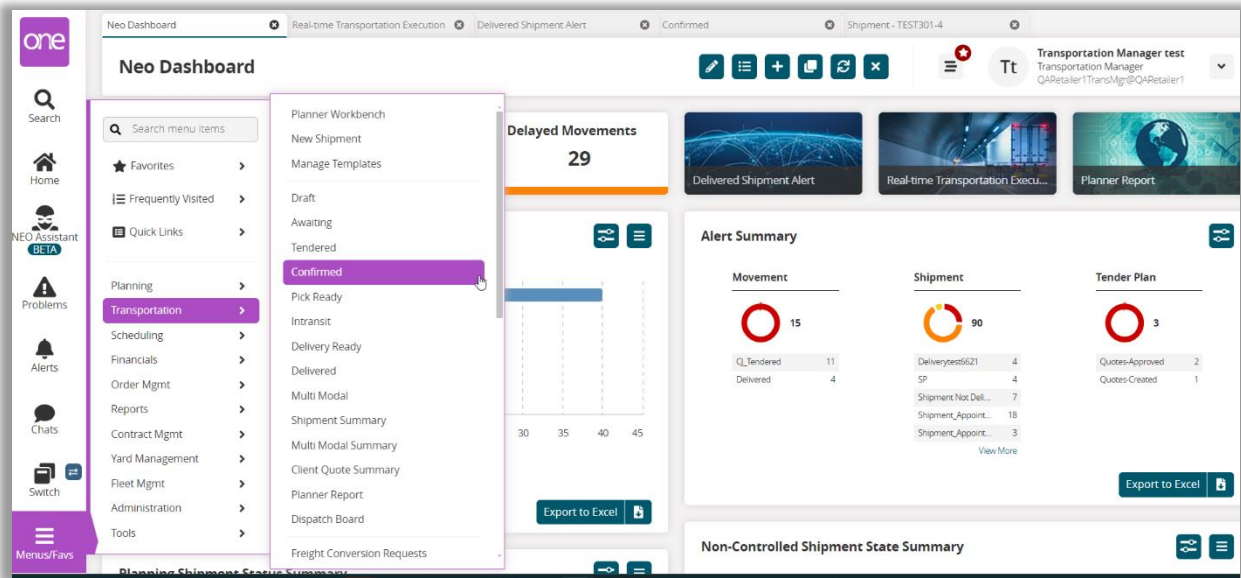 one
Search
Home
NEO Assistant
BETA
Problems
Alerts
Chats
Switch
Menus/Favs
Neo Dashboard
Real-time Transportation Execution
Delivered Shipment Alert
Confirmed
Shipment - TEST301-4
Neo Dashboard
Tt
Transportation Manager test
Transportation Manager
QARetailer1TransMgr@QARetailer1
Search menu items
Favorites
Frequently Visited
Quick Links
Planning
Transportation
Scheduling
Financials
Order Mgmt
Reports
Contract Mgmt
Yard Management
Fleet Mgmt
Administration
Tools
Planner Workbench
New Shipment
Manage Templates
Draft
Awaiting
Tendered
Confirmed
Pick Ready
Intransit
Delivery Ready
Delivered
Multi Modal
Shipment Summary
Multi Modal Summary
Client Quote Summary
Planner Report
Dispatch Board
Freight Conversion Requests
Delayed Movements
29
Delivered Shipment Alert
Real-time Transportation Execu...
Planner Report
30 35 40 45
Export to Excel
Alert Summary
Movement
15
CJ_Tendered 11
Delivered 4
Shipment
90
Deliverytest6621 4
SP 4
Shipment Not Deli... 7
Shipment_Appoint... 18
Shipment_Appoint... 3
View More
Tender Plan
3
Quotes-Approved 2
Quotes-Created 1
Export to Excel
Planning Shipment Status Summary
Non-Controlled Shipment State Summary